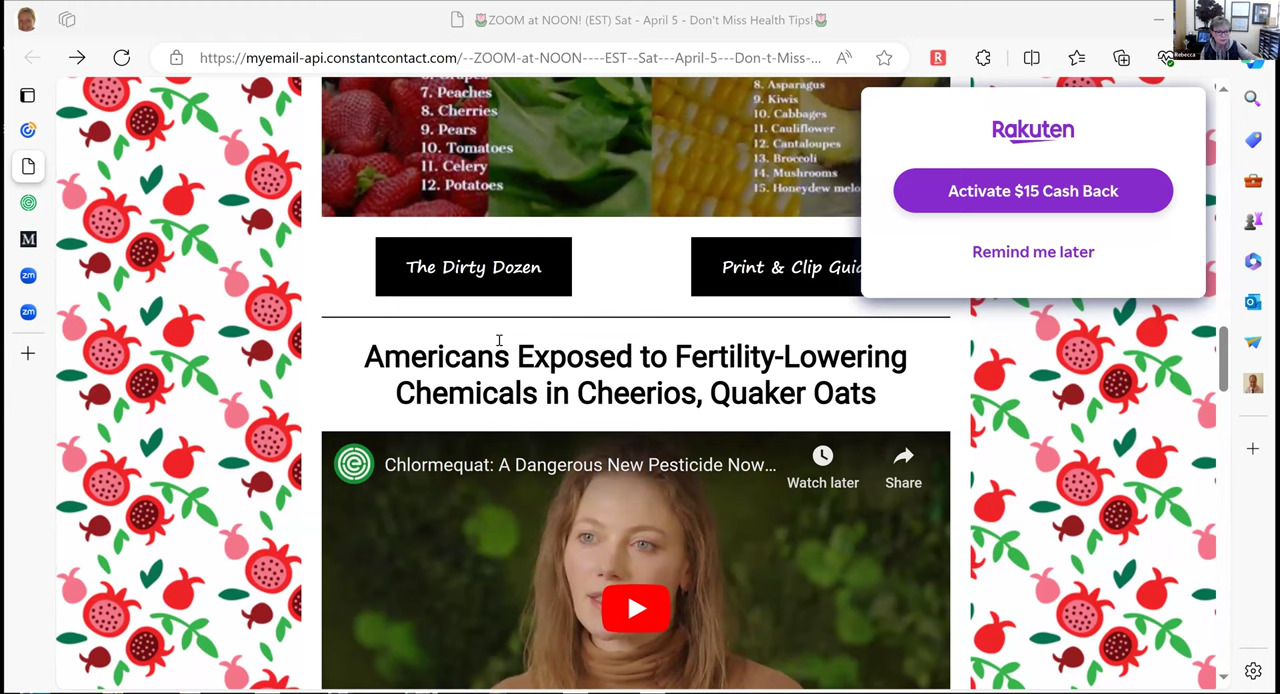 🌷ZOOM at NOON! (EST) Sat - April 5 - Don't Miss Health Tips!🌷
https://myemail-api.constantcontact.com/--ZOOM-at-NOON----EST--Sat---April-5---Don-t-Miss-...
Rebecca
7. Peaches
8. Cherries
9. Pears
10. Tomatoes
11. Celery
12. Potatoes
8. Asparagus
9. Kiwis
10. Cabbages
11. Cauliflower
12. Cantaloupes
13. Broccoli
14. Mushrooms
15. Honeydew melo
Rakuten
Activate $15 Cash Back
Remind me later
The Dirty Dozen
Print & Clip Guid
Americans Exposed to Fertility-Lowering
Chemicals in Cheerios, Quaker Oats
Chlormequat: A Dangerous New Pesticide Now...
Watch later
Share
R
M
zm
zm